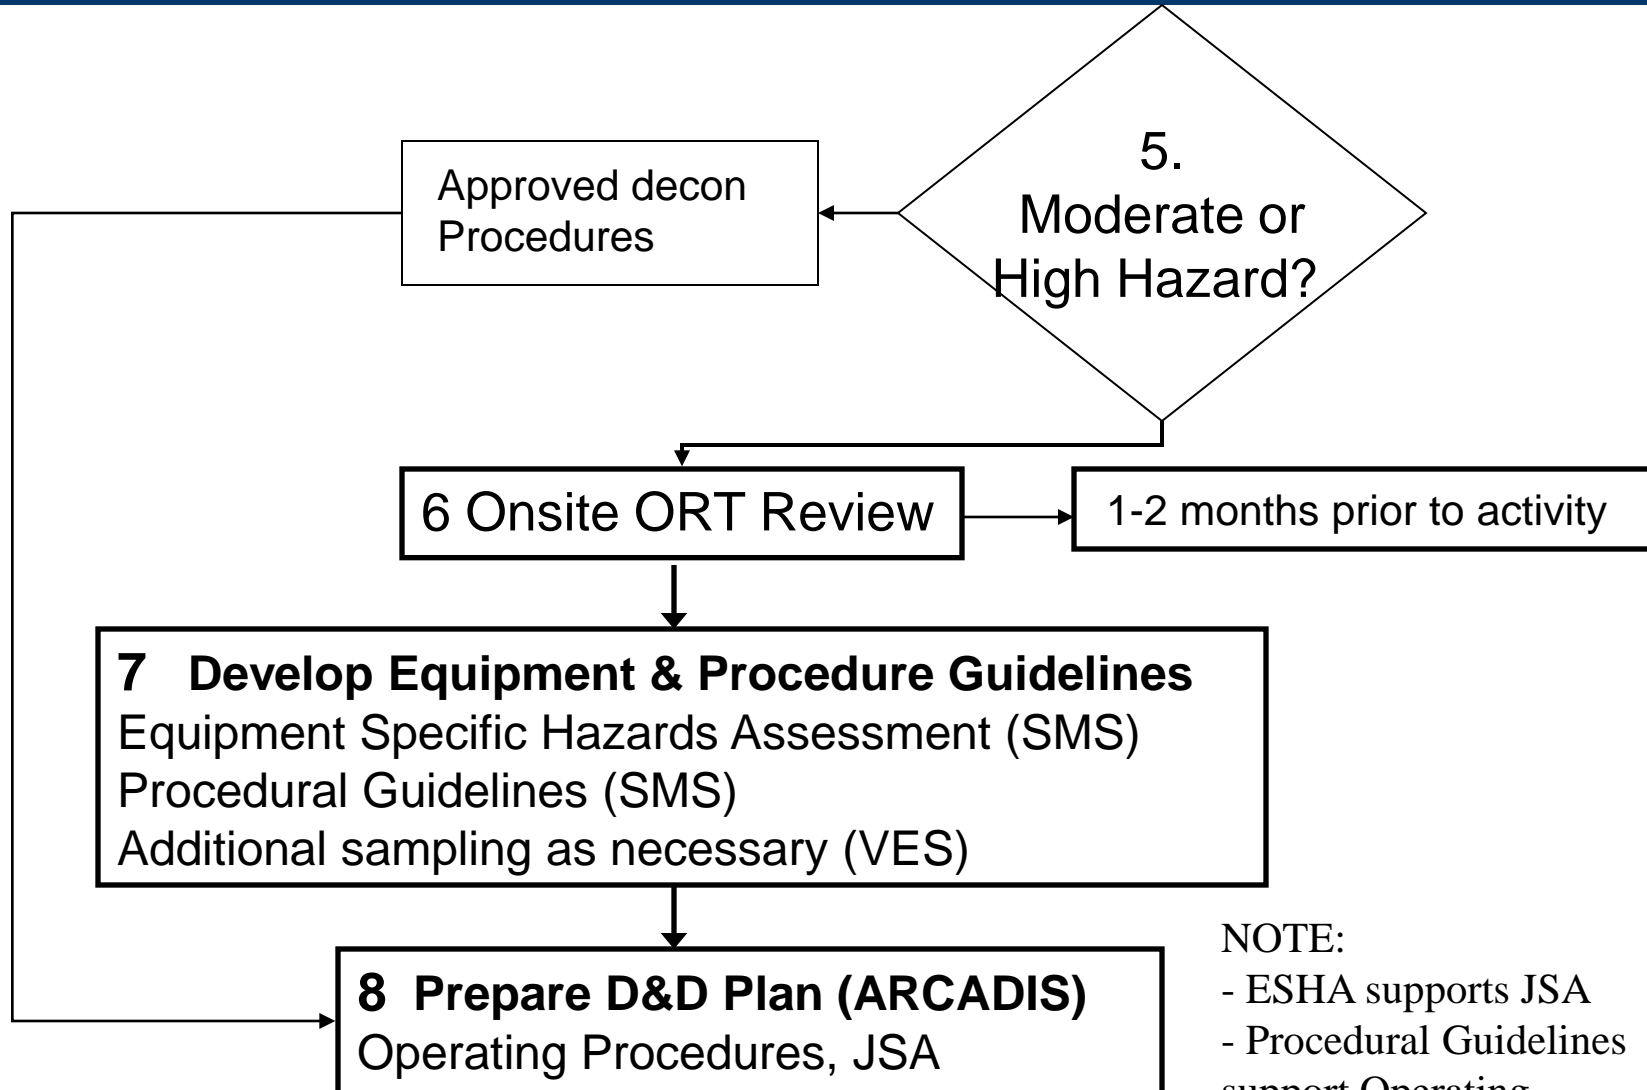 5.
Moderate or
High Hazard?
Approved decon
Procedures
6 Onsite ORT Review
1-2 months prior to activity
7 Develop Equipment & Procedure Guidelines
Equipment Specific Hazards Assessment (SMS)
Procedural Guidelines (SMS)
Additional sampling as necessary (VES)
8 Prepare D&D Plan (ARCADIS)
Operating Procedures, JSA
NOTE:
- ESHA supports JSA
- Procedural Guidelines
support Operating